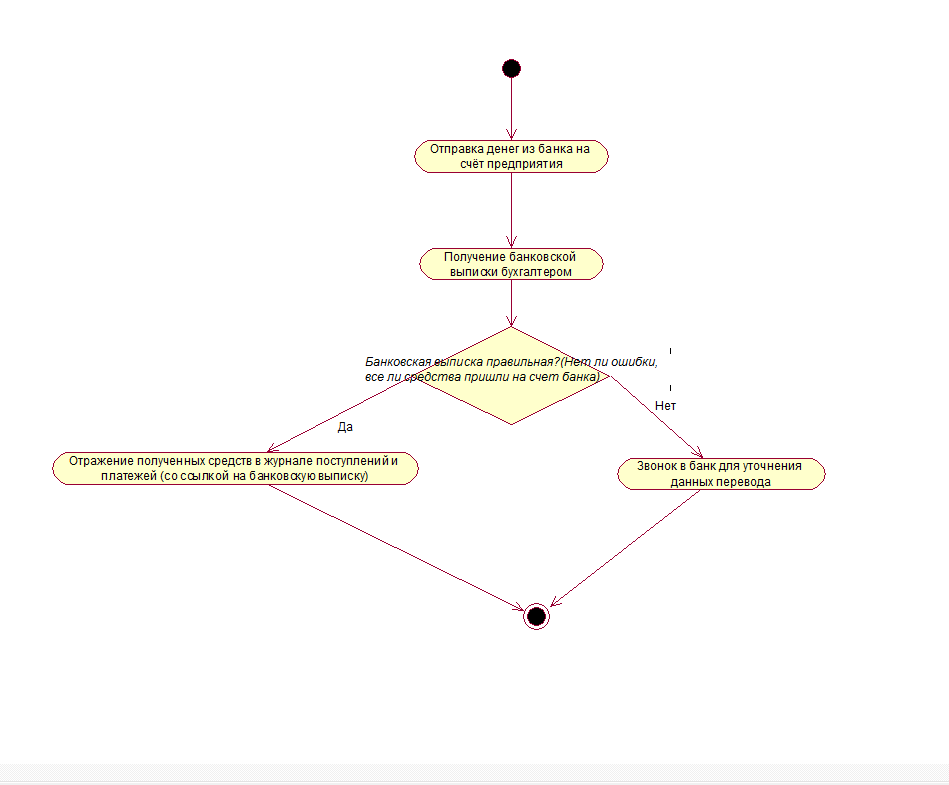 Отправка денег из банка на
счёт предприятия
Получение банковской
выписки бухгалтером
Банковская выписка правильная?(Нет ли ошибки,
все ли средства пришли на счет банка)
Да
Нет
Отражение полученных средств в журнале поступлений и
платежей (со ссылкой на банковскую выписку)
Звонок в банк для уточнения
данных перевода